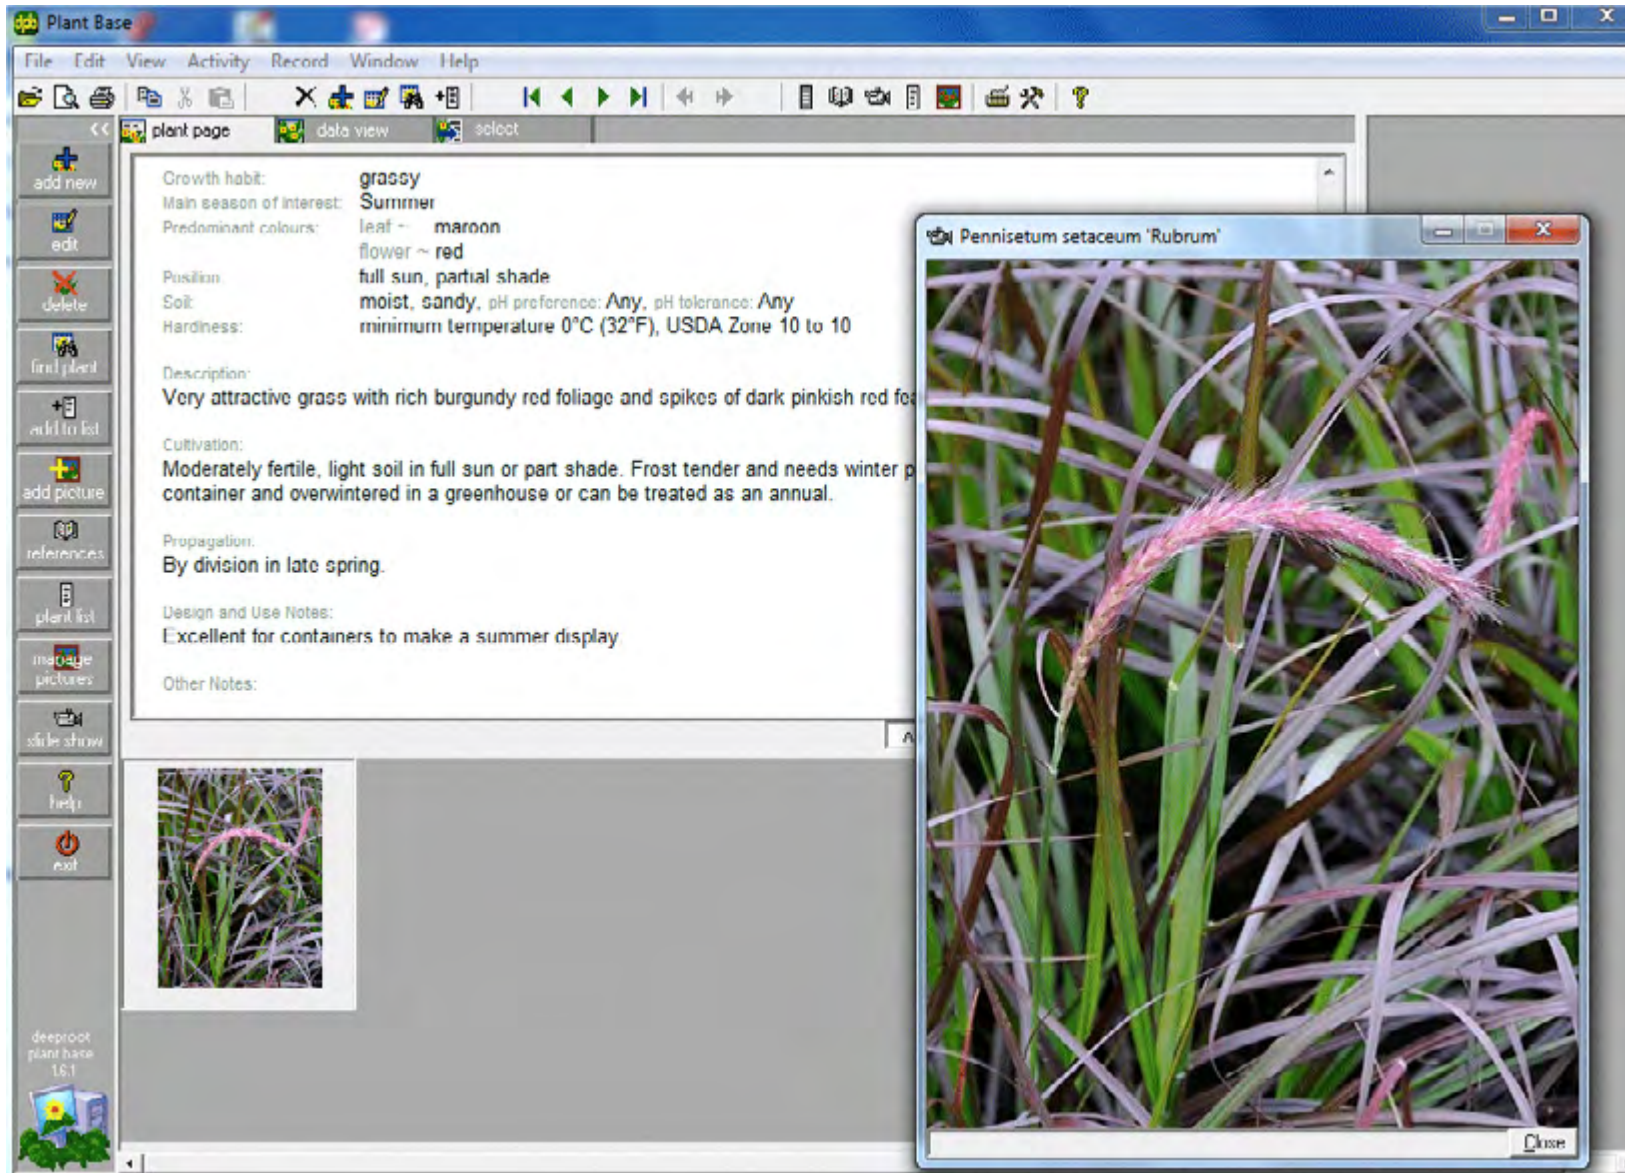 Plant Base
File Edit View Activity Record Window Help
<< plant page data view select
add new
edit
delete
find plant
add to list
add picture
references
plant list
manage pictures
slide show
help
exit
deeproot
plant base
1.6.1
Growth habit: grassy
Main season of interest: Summer
Predominant colours: leaf ~ maroon
flower ~ red
Position: full sun, partial shade
Soil: moist, sandy, pH preference: Any, pH tolerance: Any
Hardiness: minimum temperature 0°C (32°F), USDA Zone 10 to 10
Description:
Very attractive grass with rich burgundy red foliage and spikes of dark pinkish red
Cultivation:
Moderately fertile, light soil in full sun or part shade. Frost tender and needs winter
container and overwintered in a greenhouse or can be treated as an annual.
Propagation:
By division in late spring.
Design and Use Notes:
Excellent for containers to make a summer display
Other Notes:
Pennisetum setaceum 'Rubrum'
Close